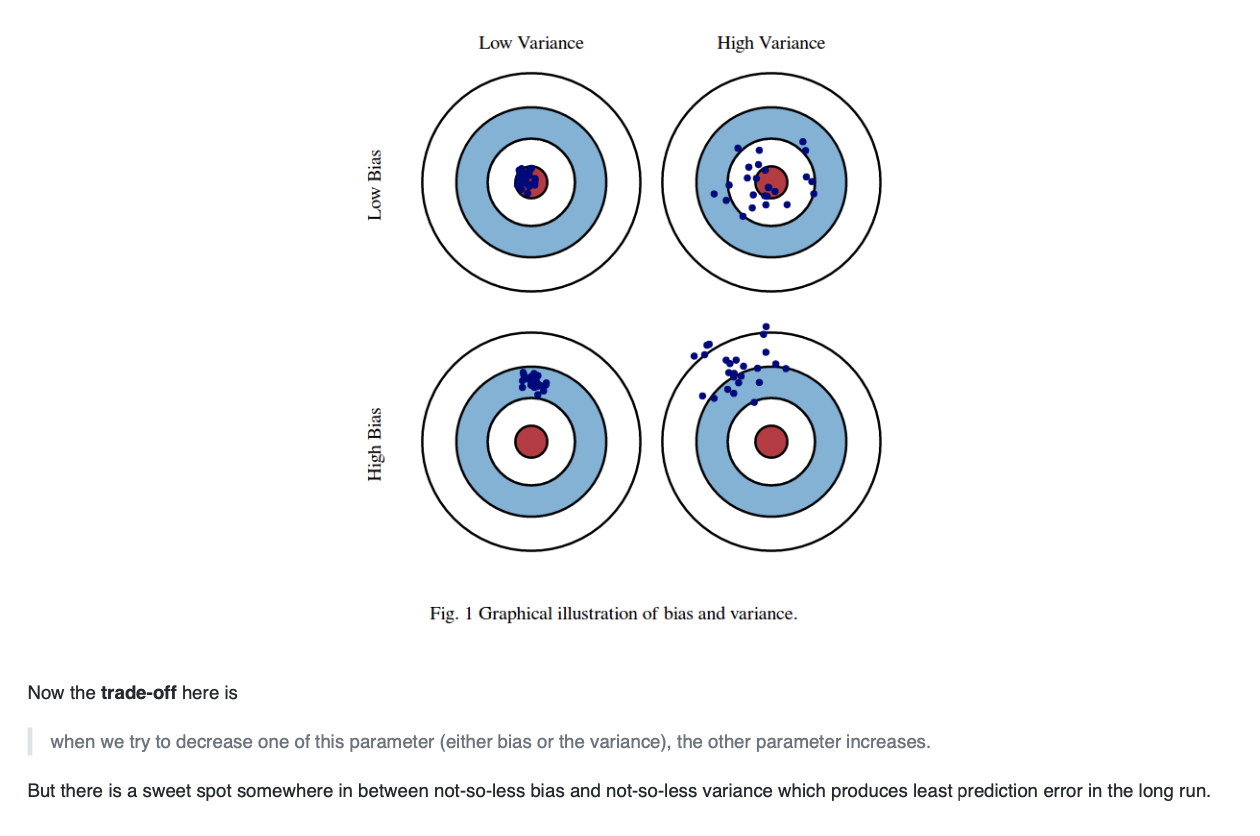 Low Variance
High Variance
Low Bias
High Bias
Fig. 1 Graphical illustration of bias and variance.
Now the trade-off here is
when we try to decrease one of this parameter (either bias or the variance), the other parameter increases.
But there is a sweet spot somewhere in between not-so-less bias and not-so-less variance which produces least prediction error in the long run.